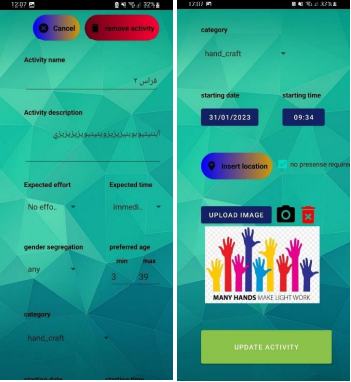 12:07
32%
Cancel
remove activity
Activity name
فراس ٢
Activity description
Expected effort
Expected time
No effo..
immedi..
gender segregation
preferred age
any
min
max
3
39
category
hand_craft
starting date
starting time
12:07
32%
category
hand_craft
starting date
starting time
31/01/2023
09:34
Insert location
no presense required
UPLOAD IMAGE
MANY HANDS MAKE LIGHT WORK
UPDATE ACTIVITY